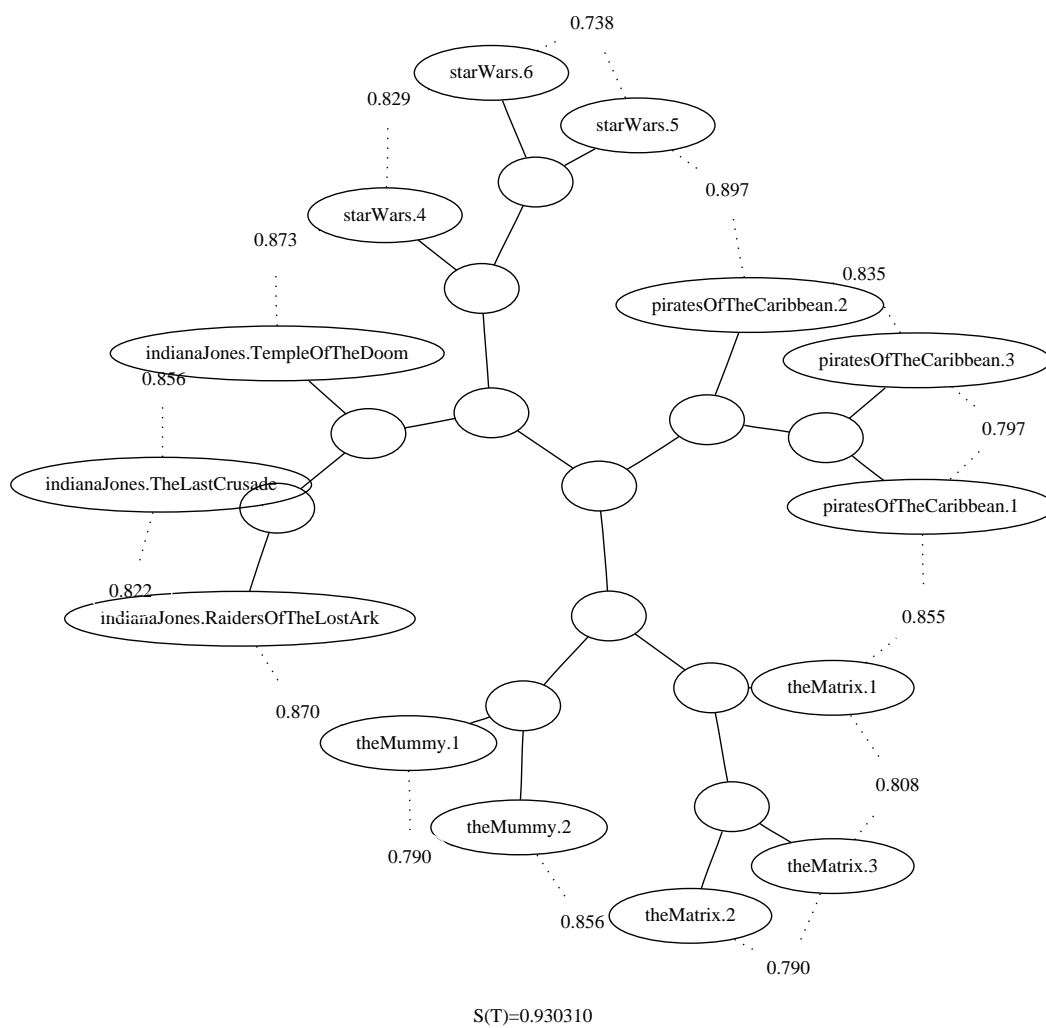 0.738
starWars.6
0.829
starWars.5
0.897
starWars.4
0.873
0.835
piratesOfTheCaribbean.2
indianaJones.TempleOfTheDoom
piratesOfTheCaribbean.3
0.856
0.797
indianaJones.TheLastCrusade
piratesOfTheCaribbean.1
0.822
indianaJones.RaidersOfTheLostArk
0.855
theMatrix.1
0.870
theMummy.1
0.808
theMummy.2
0.790
theMatrix.3
theMatrix.2
0.856
0.790
S(T)=0.930310